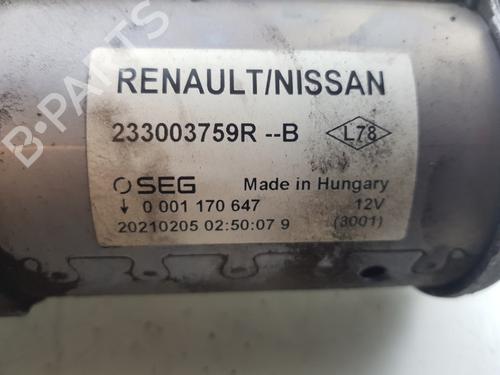 B-PARTS
RENAULT/NISSAN
233003759R --B
L78
SEG Made in Hungary
↓ 0 001 170 647 12V
20210205 02:50:07 9 (3001)